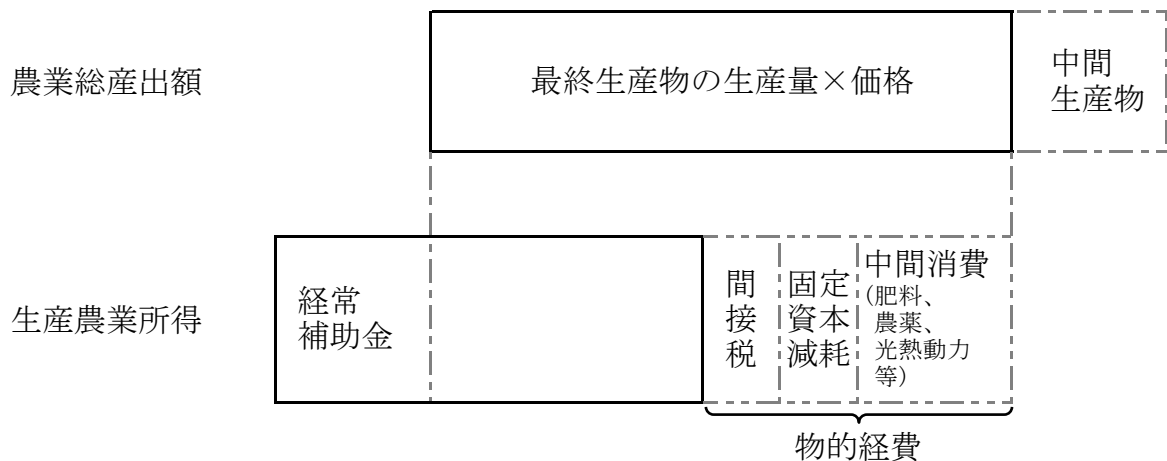 農業総産出額
最終生産物の生産量×価格
中間
生産物
生産農業所得
経常
補助金
間
接
税
固定
資本
減耗
中間消費
(肥料、
農薬、
光熱動力
等)
物的経費